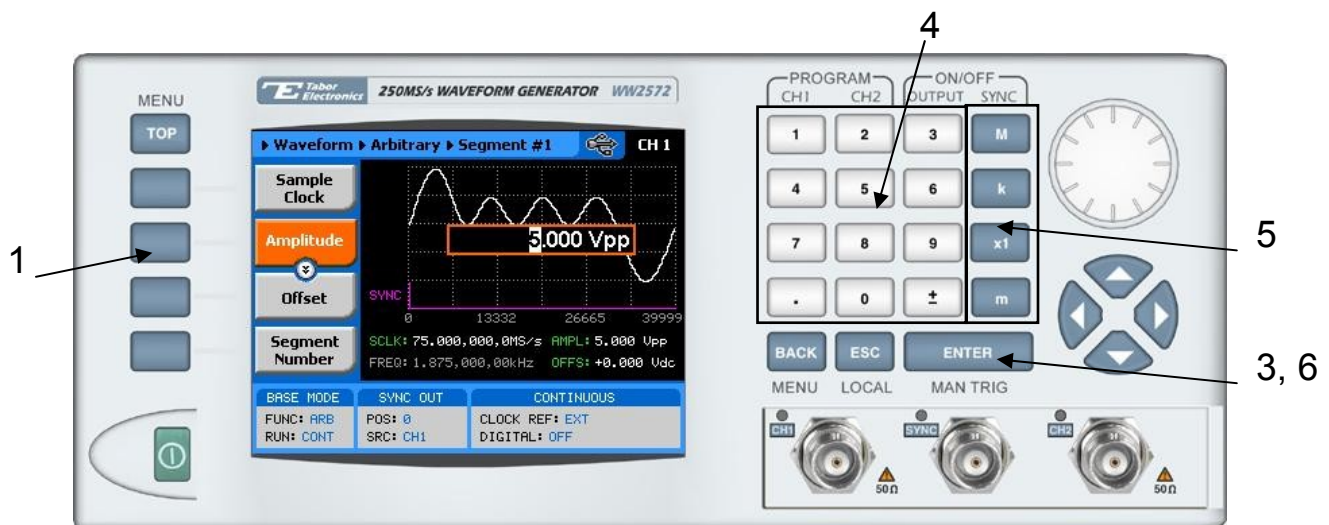 4
PROGRAM ON/OFF
CH1 CH2 OUTPUT SYNC
MENU
TOP
Tabor Electronics 250MS/s WAVEFORM GENERATOR WW2572
Waveform Arbitrary Segment #1 CH 1
Sample Clock
Amplitude
5.000 Vpp
Offset
SYNC
0 13332 26665 39999
Segment Number
SCLK: 75.000,000,0MS/s AMPL: 5.000 Vpp
FREQ: 1.875,000,00kHz OFFS: +0.000 Vdc
BASE MODE SYNC OUT CONTINUOUS
FUNC: ARB POS: 0 CLOCK REF: EXT
RUN: CONT SRC: CH1 DIGITAL: OFF
1 2 3 M
4 5 6 k
7 8 9 x1
. 0 ± m
BACK ESC ENTER
MENU LOCAL MAN TRIG
CH1 SYNC CH2
50Ω 50Ω
1
5
3, 6